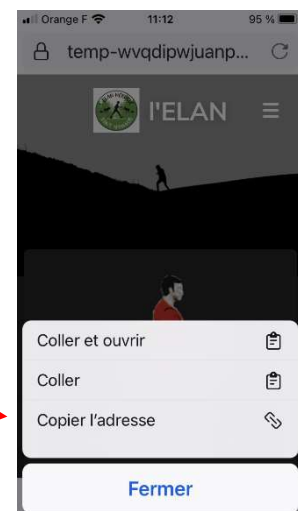 Orange F 11:12 95 %
temp-wvqdipwjuanp...
l'ELAN
Coller et ouvrir
Coller
Copier l'adresse
Fermer